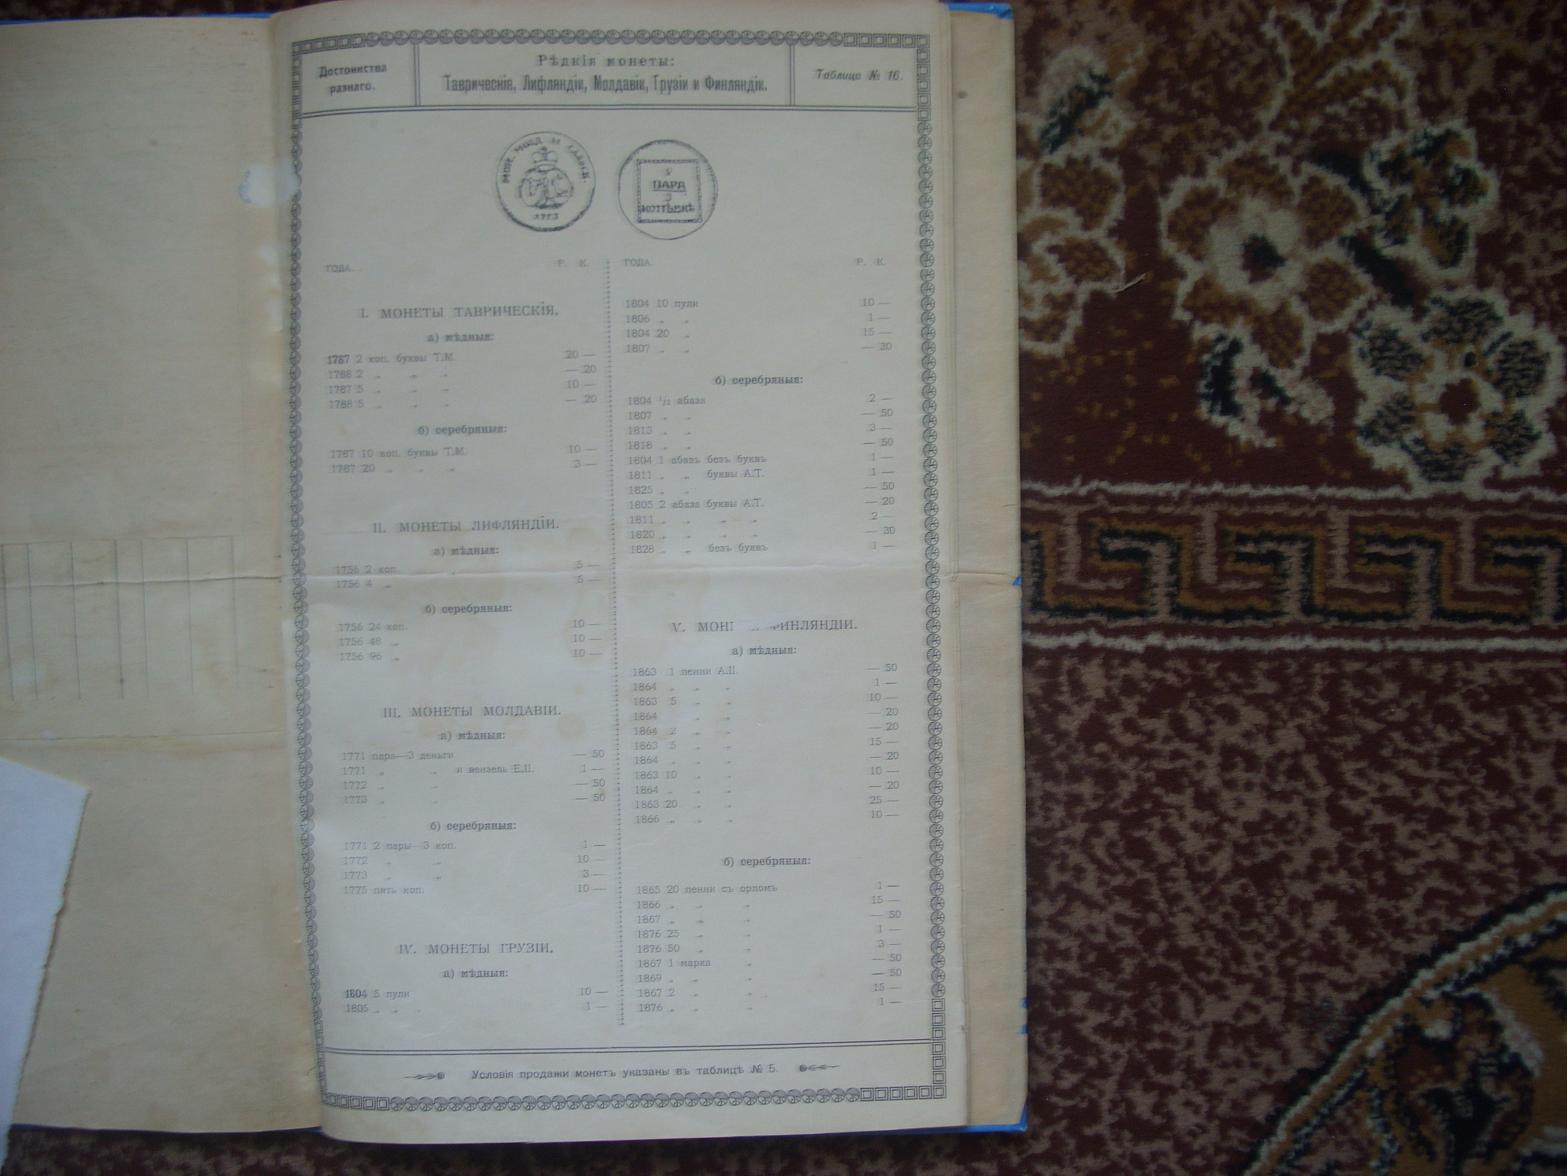 Достоинства
разнаго.
Рѣдкія монеты:
Таврическія, Лифляндіи, Молдавіи, Грузіи и Финляндіи.
Таблица № 16.
ПАРА
3
КОПѢЕКЪ
ГОДА. Р. К.
I. МОНЕТЫ ТАВРИЧЕСКІЯ.
а) мѣдныя:
1787 2 коп. буквы Т.М. 20 —
1788 2 „ „ „ — 20
1787 5 „ „ „ 10 —
1788 5 „ „ „ — 20
б) серебряныя:
1787 10 коп. буквы Т.М. 10 —
1787 20 „ „ „ 3 —
II. МОНЕТЫ ЛИФЛЯНДІИ.
а) мѣдныя:
1756 2 коп. 5 —
1756 4 „ 5 —
б) серебряныя:
1756 24 коп. 10 —
1756 48 „ 10 —
1756 96 „ 10 —
III. МОНЕТЫ МОЛДАВІИ.
а) мѣдныя:
1771 пара—3 деньги — 50
1771 „ „ и вензель Е.II. 1 —
1772 „ „ — 50
1773 „ „ — 50
б) серебряныя:
1771 2 пары—3 коп. 1 —
1772 „ „ 10 —
1773 „ „ 3 —
1775 пять коп. 10 —
IV. МОНЕТЫ ГРУЗІИ.
а) мѣдныя:
1804 5 пули 10 —
1805 „ „ 1 —
ГОДА. Р. К.
1804 10 пули 10 —
1806 „ „ 1 —
1804 20 „ 15 —
1807 „ „ — 20
б) серебряныя:
1804 1/2 абаза 2 —
1807 „ „ — 50
1813 „ „ 3 —
1818 „ „ — 50
1804 1 абазъ безъ буквъ 1 —
1811 „ „ буквы А.Т. 1 —
1825 „ „ — 50
1805 2 абаза буквы А.Т. — 20
1811 „ „ „ „ 2 —
1820 „ „ „ „ — 30
1828 „ „ безъ буквъ 1 —
V. МОН ФИНЛЯНДІИ.
а) мѣдныя:
1863 1 пенни А.II. — 50
1864 „ „ „ 1 —
1863 5 „ „ 10 —
1864 „ „ — 20
1864 2 „ „ — 20
1863 5 „ „ 15 —
1864 „ „ „ — 20
1863 10 „ „ 10 —
1864 „ „ „ — 20
1863 20 „ „ 25 —
1866 „ „ „ 10 —
б) серебряныя:
1865 20 пенни съ орломъ 1 —
1866 „ „ „ 15 —
1867 „ „ „ — 50
1876 25 „ „ 1 —
1876 50 „ „ 3 —
1867 1 марка „ — 50
1869 „ „ „ — 50
1867 2 „ „ 15 —
1876 „ „ „ 1 —
Условія продажи монетъ указаны въ таблицѣ № 5.